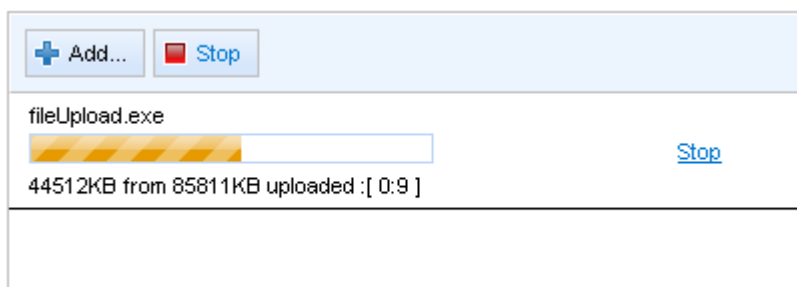 Add... Stop
fileUpload.exe
Stop
44512KB from 85811KB uploaded :[ 0:9 ]